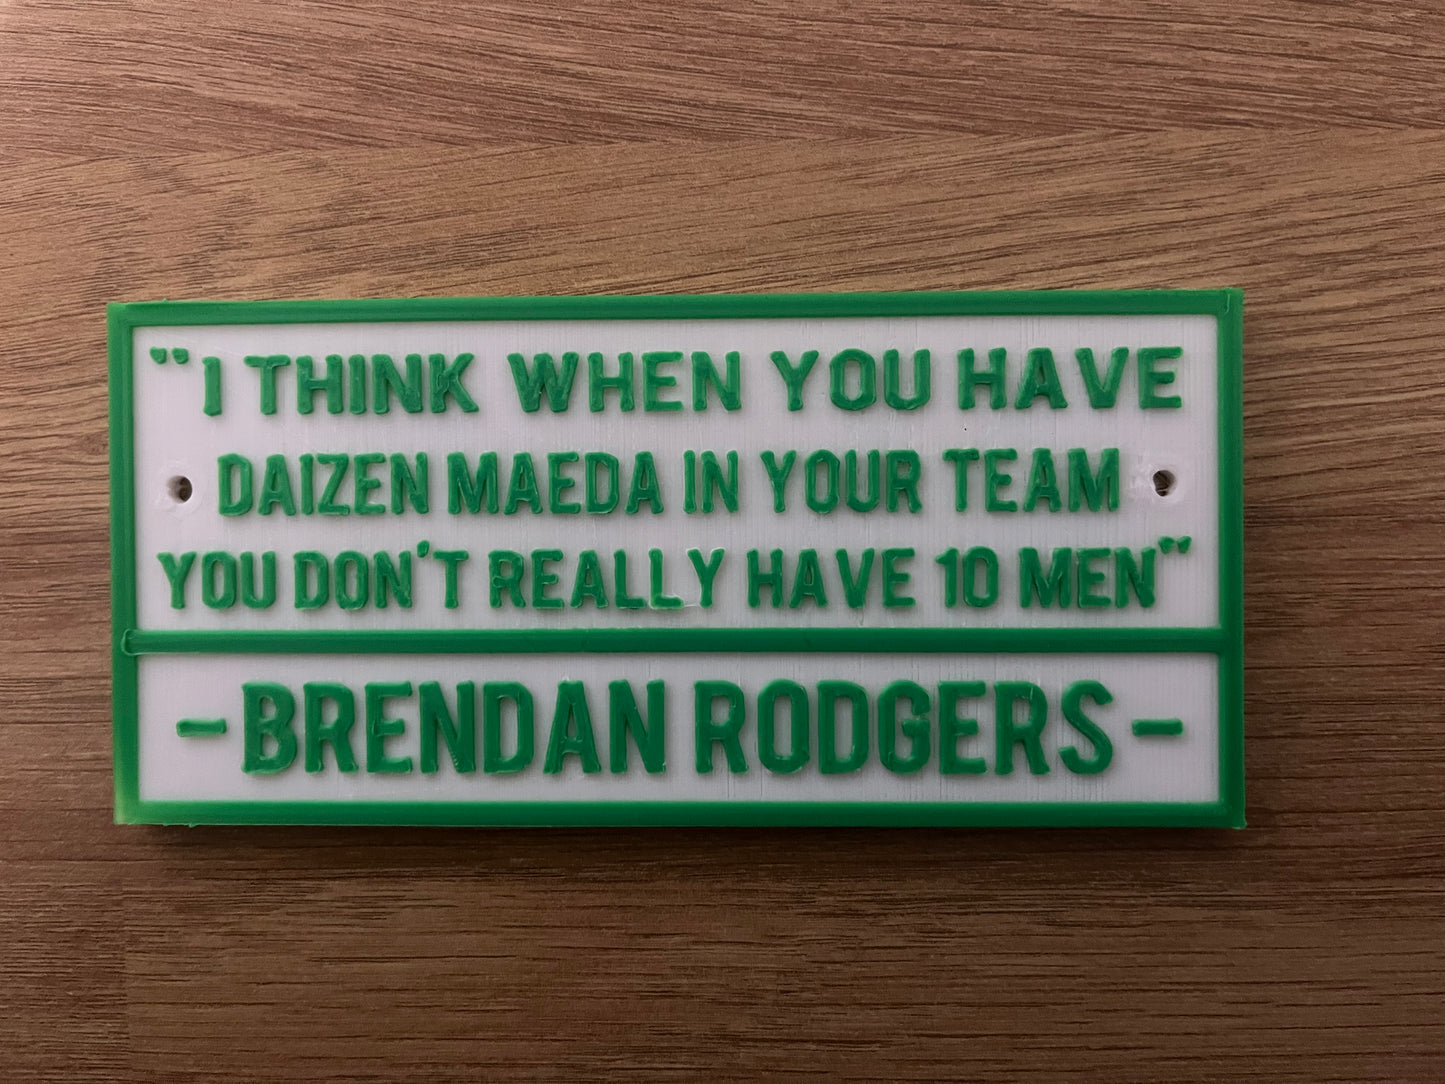 "I THINK WHEN YOU HAVE
DAIZEN MAEDA IN YOUR TEAM
YOU DON'T REALLY HAVE 10 MEN"
- BRENDAN RODGERS -